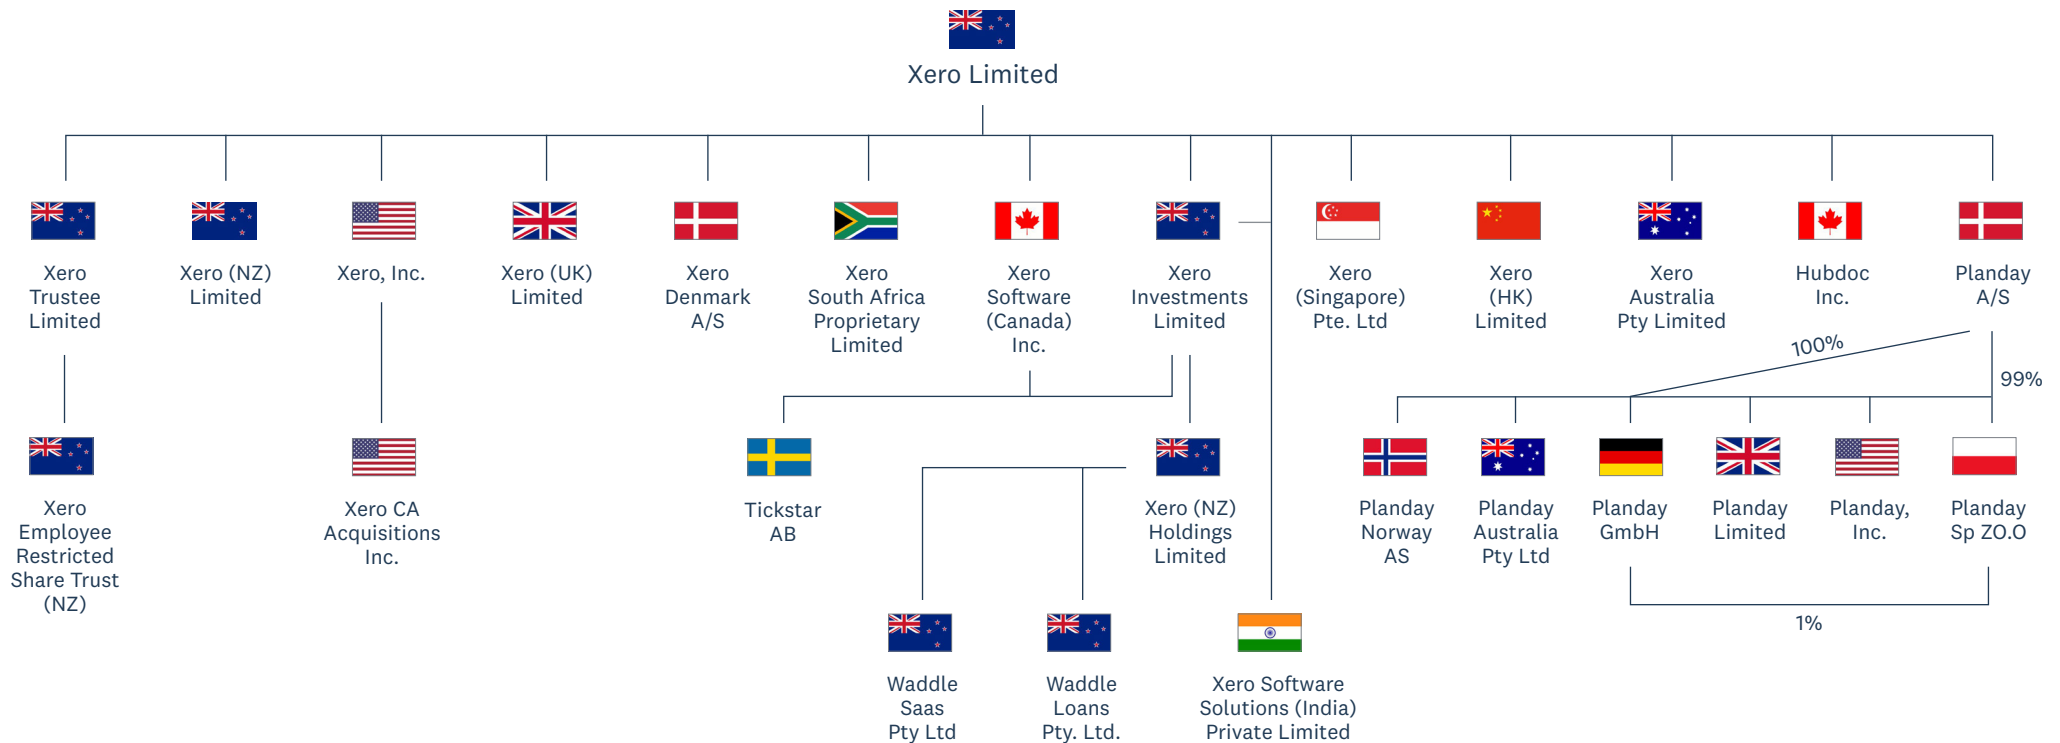 Xero Limited
Xero
Trustee
Limited
Xero (NZ)
Limited
Xero, Inc.
Xero (UK)
Limited
Xero
Denmark
A/S
Xero
South Africa
Proprietary
Limited
Xero
Software
(Canada)
Inc.
Xero
Investments
Limited
Xero
(Singapore)
Pte. Ltd
Xero
(HK)
Limited
Xero
Australia
Pty Limited
Hubdoc
Inc.
Planday
A/S
100%
99%
Xero
Employee
Restricted
Share Trust
(NZ)
Xero CA
Acquisitions
Inc.
Tickstar
AB
Xero (NZ)
Holdings
Limited
Planday
Norway
AS
Planday
Australia
Pty Ltd
Planday
GmbH
Planday
Limited
Planday,
Inc.
Planday
Sp ZO.O
1%
Waddle
Saas
Pty Ltd
Waddle
Loans
Pty. Ltd.
Xero Software
Solutions (India)
Private Limited